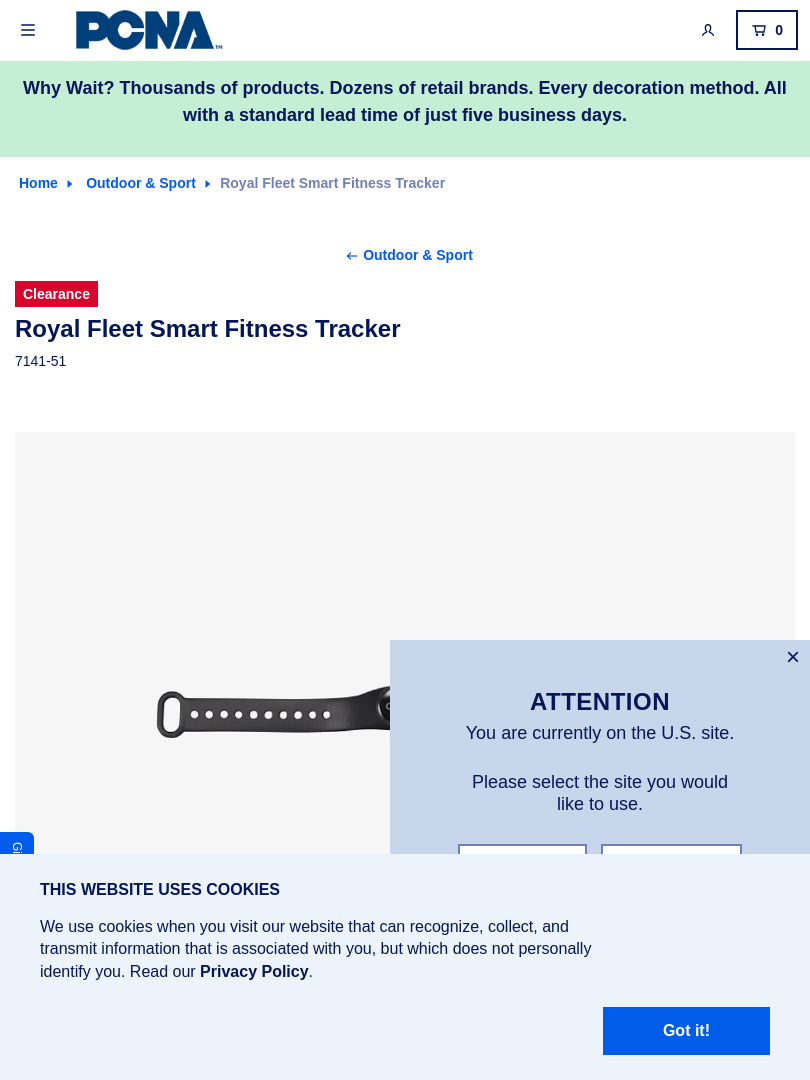 PCNA™
0
Why Wait? Thousands of products. Dozens of retail brands. Every decoration method. All
with a standard lead time of just five business days.
Home Outdoor & Sport Royal Fleet Smart Fitness Tracker
← Outdoor & Sport
Clearance
Royal Fleet Smart Fitness Tracker
7141-51
ATTENTION
You are currently on the U.S. site.
Please select the site you would
like to use.
THIS WEBSITE USES COOKIES
We use cookies when you visit our website that can recognize, collect, and
transmit information that is associated with you, but which does not personally
identify you. Read our Privacy Policy.
Got it!